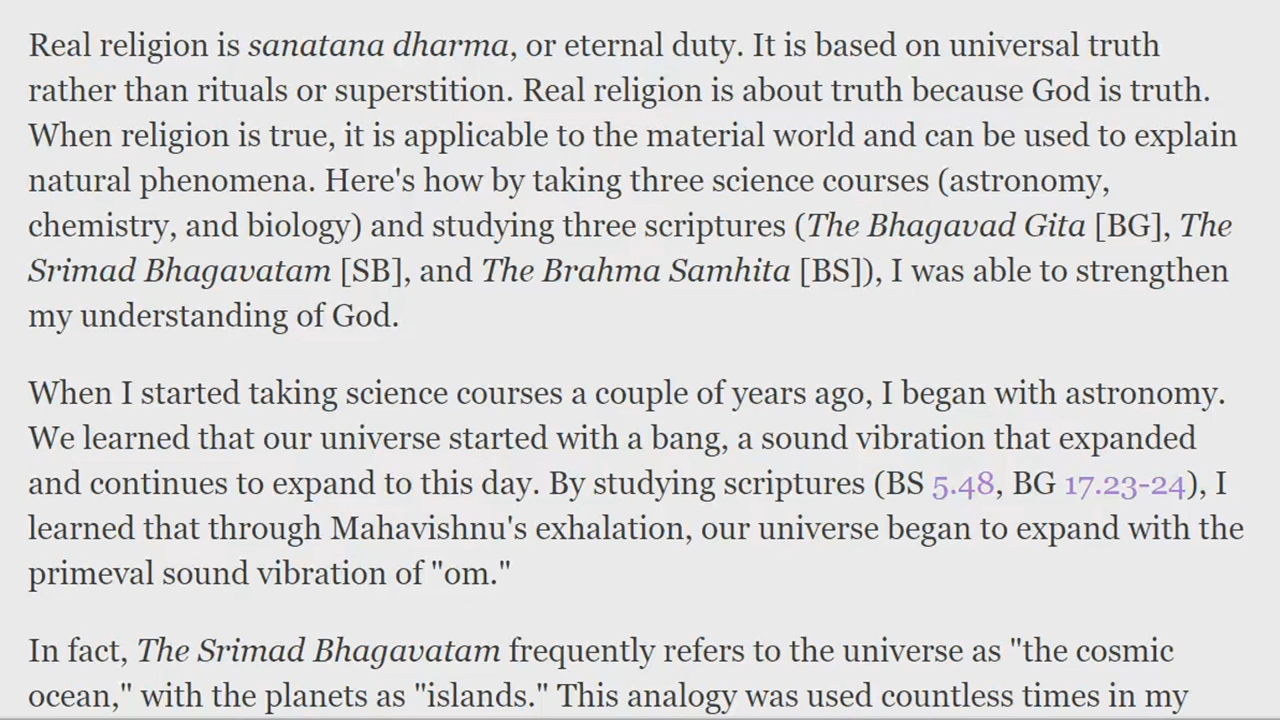 Real religion is sanatana dharma, or eternal duty. It is based on universal truth
rather than rituals or superstition. Real religion is about truth because God is truth.
When religion is true, it is applicable to the material world and can be used to explain
natural phenomena. Here's how by taking three science courses (astronomy,
chemistry, and biology) and studying three scriptures (The Bhagavad Gita [BG], The
Srimad Bhagavatam [SB], and The Brahma Samhita [BS]), I was able to strengthen
my understanding of God.
When I started taking science courses a couple of years ago, I began with astronomy.
We learned that our universe started with a bang, a sound vibration that expanded
and continues to expand to this day. By studying scriptures (BS 5.48, BG 17.23-24), I
learned that through Mahavishnu's exhalation, our universe began to expand with the
primeval sound vibration of "om."
In fact, The Srimad Bhagavatam frequently refers to the universe as "the cosmic
ocean," with the planets as "islands." This analogy was used countless times in my